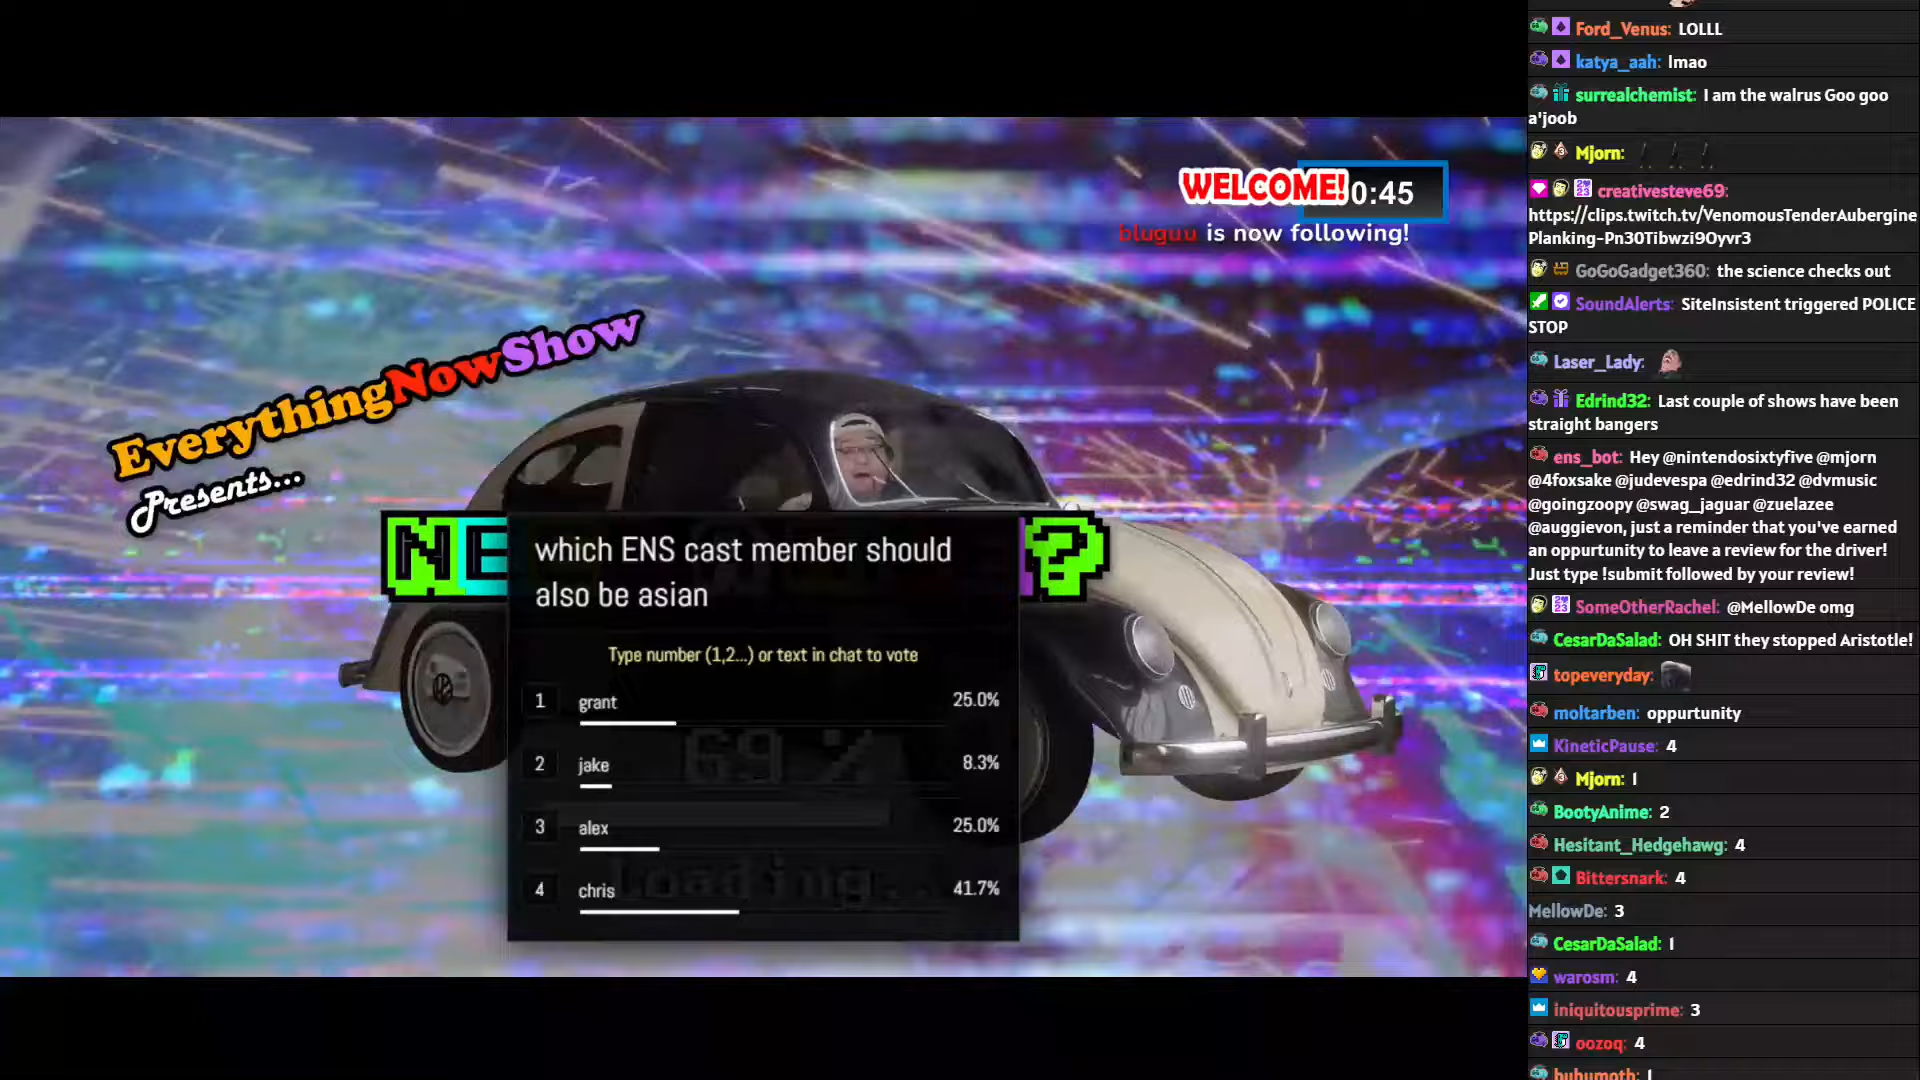 WELCOME!
0:45
bluguu is now following!
EverythingNowShow
Presents...
NE
?
which ENS cast member should
also be asian
Type number (1,2...) or text in chat to vote
1 grant 25.0%
69 %
2 jake 8.3%
3 alex 25.0%
Loading...
4 chris 41.7%
Ford_Venus: LOLLL
katya_aah: lmao
surrealchemist: I am the walrus Goo goo
a'joob
Mjorn:
creativesteve69:
https://clips.twitch.tv/VenomousTenderAubergine
Planking-Pn30Tibwzi9Oyvr3
GoGoGadget360: the science checks out
SoundAlerts: SiteInsistent triggered POLICE
STOP
Laser_Lady:
Edrind32: Last couple of shows have been
straight bangers
ens_bot: Hey @nintendosixtyfive @mjorn
@4foxsake @judevespa @edrind32 @dvmusic
@goingzoopy @swag_jaguar @zuelazee
@auggievon, just a reminder that you've earned
an oppurtunity to leave a review for the driver!
Just type !submit followed by your review!
SomeOtherRachel: @MellowDe omg
CesarDaSalad: OH SHIT they stopped Aristotle!
topeveryday:
moltarben: oppurtunity
KineticPause: 4
Mjorn: 1
BootyAnime: 2
Hesitant_Hedgehawg: 4
Bittersnark: 4
MellowDe: 3
CesarDaSalad: 1
warosm: 4
iniquitousprime: 3
oozoq: 4
buhumoth: 1